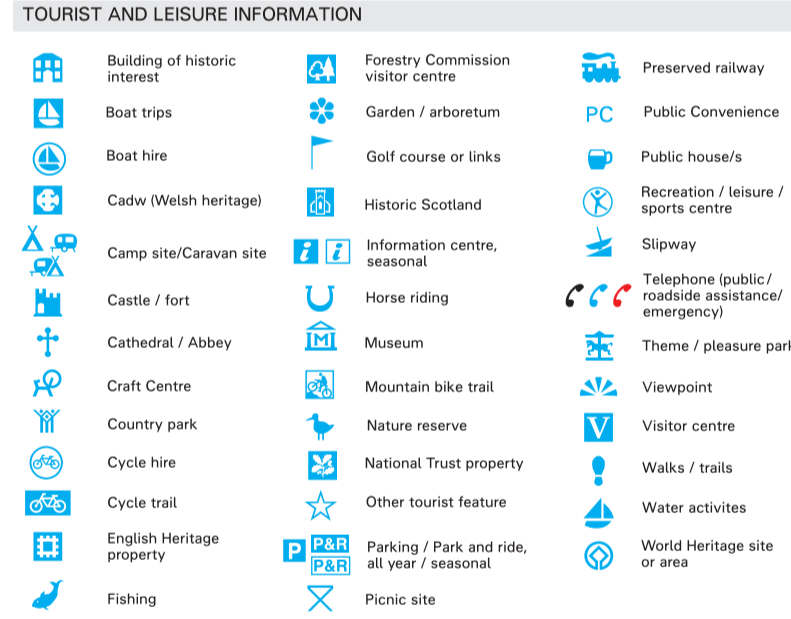 TOURIST AND LEISURE INFORMATION
Building of historic
interest
Boat trips
Boat hire
Cadw (Welsh heritage)
Camp site/Caravan site
Castle / fort
Cathedral / Abbey
Craft Centre
Country park
Cycle hire
Cycle trail
English Heritage
property
Fishing
Forestry Commission
visitor centre
Garden / arboretum
Golf course or links
Historic Scotland
i i
Information centre,
seasonal
Horse riding
M
Museum
Mountain bike trail
Nature reserve
National Trust property
Other tourist feature
P P&R
P&R
Parking / Park and ride,
all year / seasonal
Picnic site
Preserved railway
PC Public Convenience
Public house/s
Recreation / leisure /
sports centre
Slipway
Telephone (public /
roadside assistance/
emergency)
Theme / pleasure park
Viewpoint
V Visitor centre
Walks / trails
Water activites
World Heritage site
or area